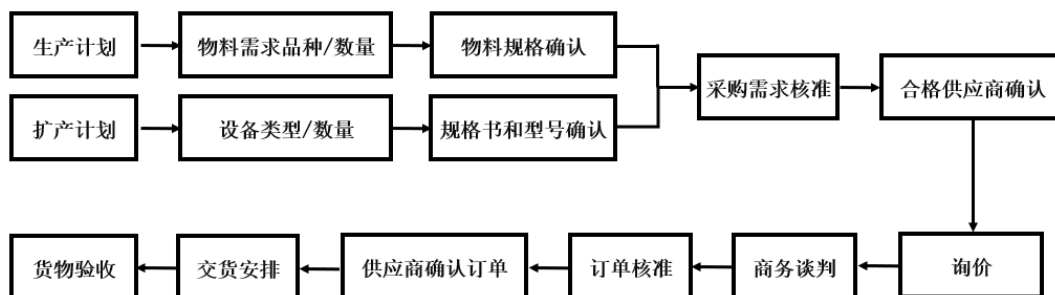 生产计划
物料需求品种/数量
物料规格确认
扩产计划
设备类型/数量
规格书和型号确认
采购需求核准
合格供应商确认
询价
商务谈判
订单核准
供应商确认订单
交货安排
货物验收